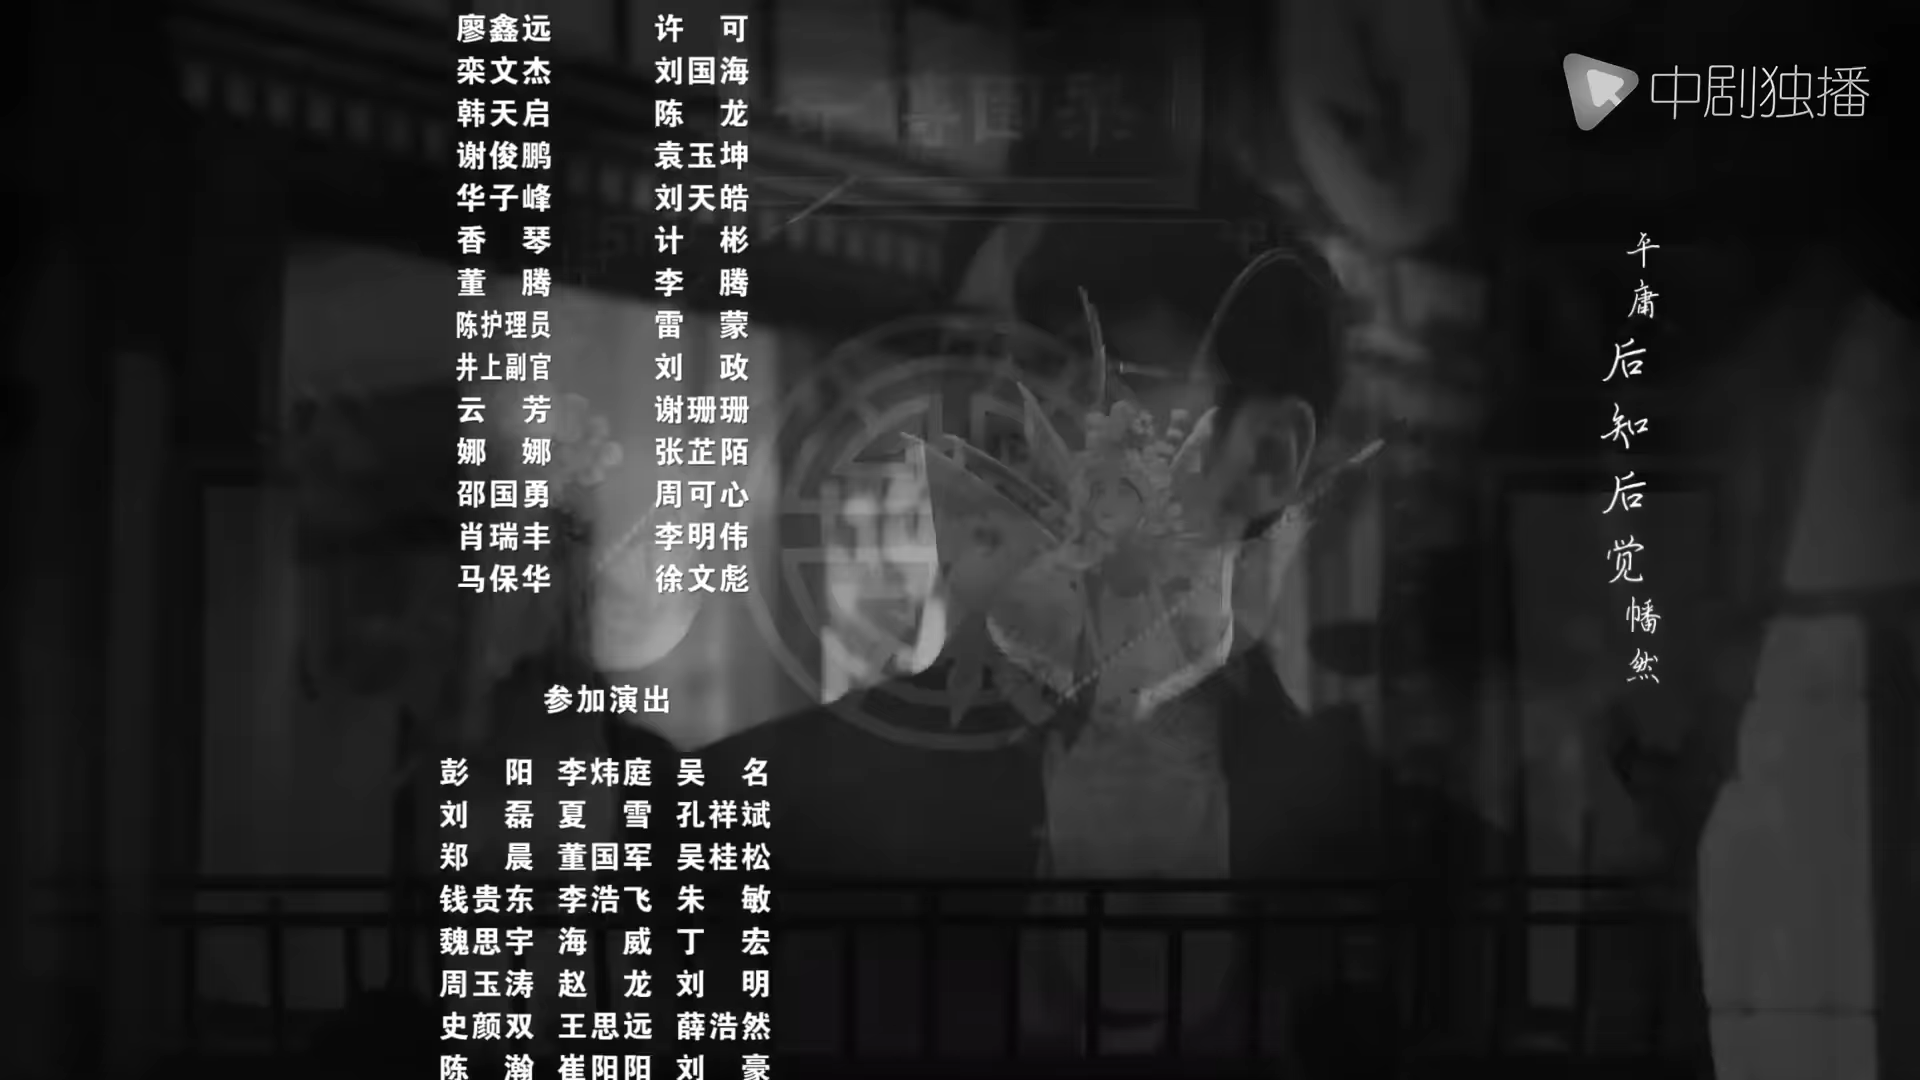 廖鑫远 许可
栾文杰 刘国海
韩天启 陈龙
谢俊鹏 袁玉坤
华子峰 刘天皓
香琴 计彬
董腾 李腾
陈护理员 雷蒙
井上副官 刘政
云芳 谢珊珊
娜娜 张芷陌
邵国勇 周可心
肖瑞丰 李明伟
马保华 徐文彪
参加演出
彭阳 李炜庭 吴名
刘磊 夏雪 孔祥斌
郑晨 董国军 吴桂松
钱贵东 李浩飞 朱敏
魏思宇 海威 丁宏
周玉涛 赵龙 刘明
史颜双 王思远 薛浩然
陈瀚 崔阳阳 刘豪
中剧独播
平庸后知后觉幡然